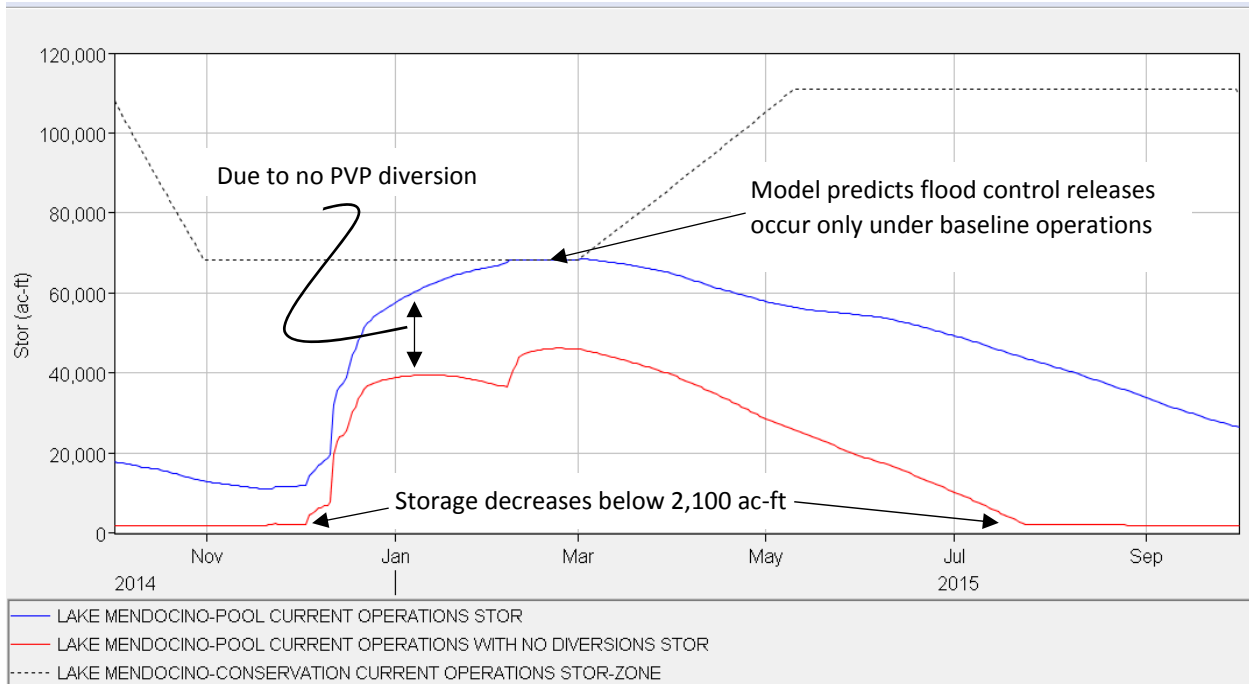 120,000
100,000
80,000
60,000
40,000
20,000
0
Stor (ac-ft)
Due to no PVP diversion
Model predicts flood control releases
occur only under baseline operations
Storage decreases below 2,100 ac-ft
Nov Jan Mar May Jul Sep
2014 2015
LAKE MENDOCINO-POOL CURRENT OPERATIONS STOR
LAKE MENDOCINO-POOL CURRENT OPERATIONS WITH NO DIVERSIONS STOR
LAKE MENDOCINO-CONSERVATION CURRENT OPERATIONS STOR-ZONE